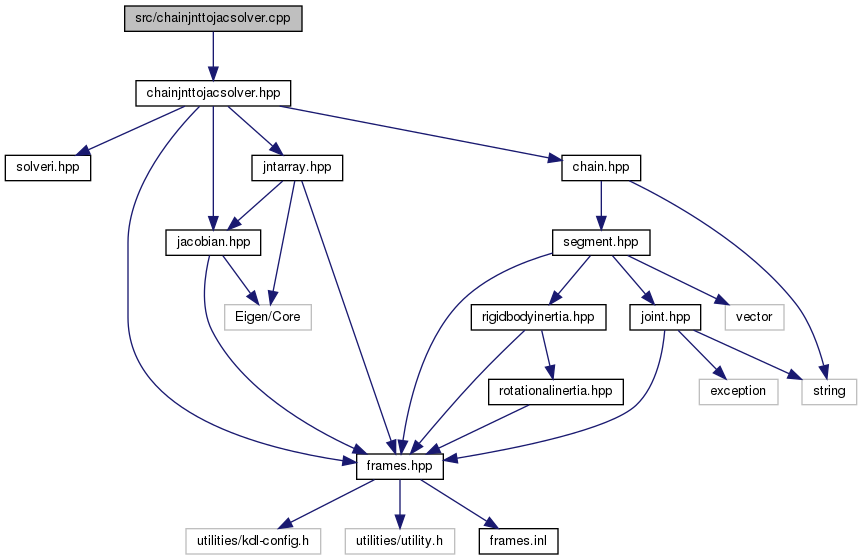 src/chainjnttojacsolver.cpp
chainjnttojacsolver.hpp
solveri.hpp
jntarray.hpp
chain.hpp
jacobian.hpp
segment.hpp
Eigen/Core
rigidbodyinertia.hpp
joint.hpp
vector
rotationalinertia.hpp
exception
string
frames.hpp
utilities/kdl-config.h
utilities/utility.h
frames.inl